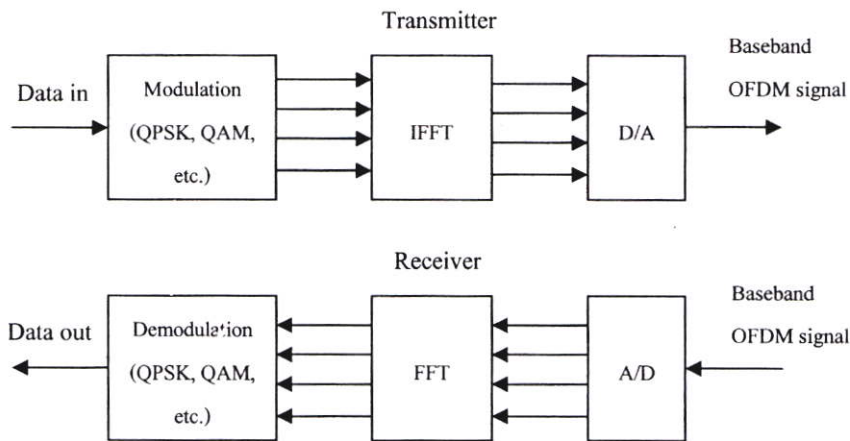 Transmitter
Data in
Modulation
(QPSK, QAM,
etc.)
IFFT
D/A
Baseband
OFDM signal
Receiver
Data out
Demodulation
(QPSK, QAM,
etc.)
FFT
A/D
Baseband
OFDM signal